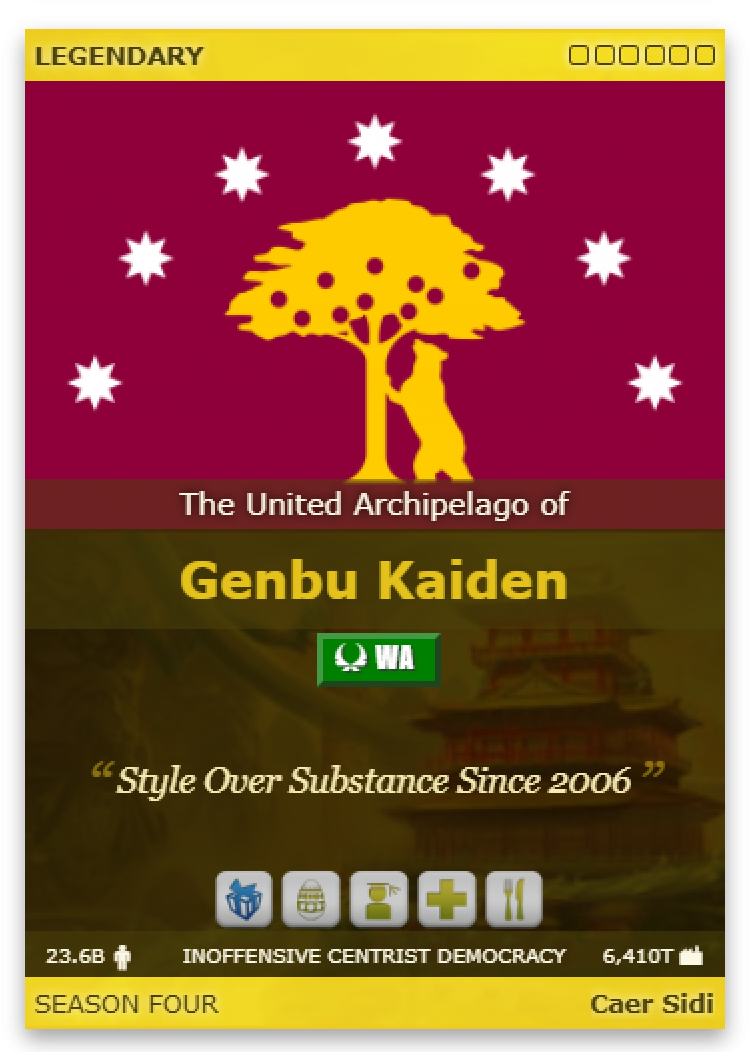 LEGENDARY
The United Archipelago of
Genbu Kaiden
WA
“Style Over Substance Since 2006”
23.6B INOFFENSIVE CENTRIST DEMOCRACY 6,410T
SEASON FOUR Caer Sidi